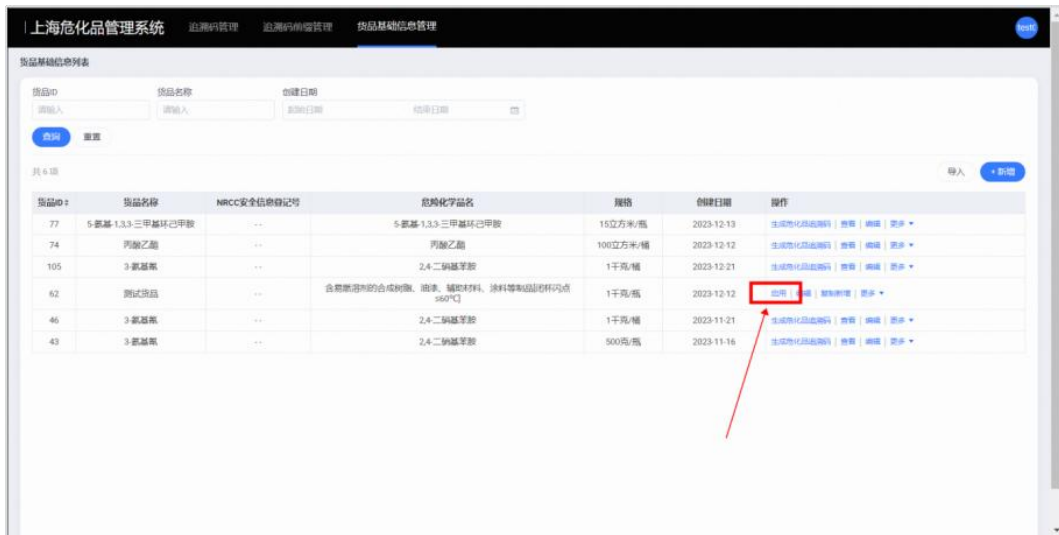 上海危化品管理系统 追溯码管理 追溯码前缀管理 货品基础信息管理
货品基础信息列表
货品ID 货品名称 创建日期
请输入 请输入 起始日期 结束日期
查询 重置
共 6 项 导入 + 新增
货品ID 货品名称 NRCC安全信息登记号 危险化学品名 规格 创建日期 操作
77 5-氨基-1,3,3-三甲基环己甲胺 - - 5-氨基-1,3,3-三甲基环己甲胺 15立方米/瓶 2023-12-13 生成危化品追溯码 | 查看 | 编辑 | 更多
74 丙酸乙酯 - - 丙酸乙酯 100立方米/桶 2023-12-12 生成危化品追溯码 | 查看 | 编辑 | 更多
105 3-氨基氰 - - 2,4-二硝基苯胺 1千克/桶 2023-12-21 生成危化品追溯码 | 查看 | 编辑 | 更多
62 测试货品 - - 含易燃溶剂的合成树脂、油漆、辅助材料、涂料等制品[闭杯闪点 1千克/瓶 2023-12-12 启用 | 编辑 | 复制新增 | 更多
≤60℃]
46 3-氨基氰 - - 2,4-二硝基苯胺 1千克/桶 2023-11-21 生成危化品追溯码 | 查看 | 编辑 | 更多
43 3-氨基氰 - - 2,4-二硝基苯胺 500克/瓶 2023-11-16 生成危化品追溯码 | 查看 | 编辑 | 更多